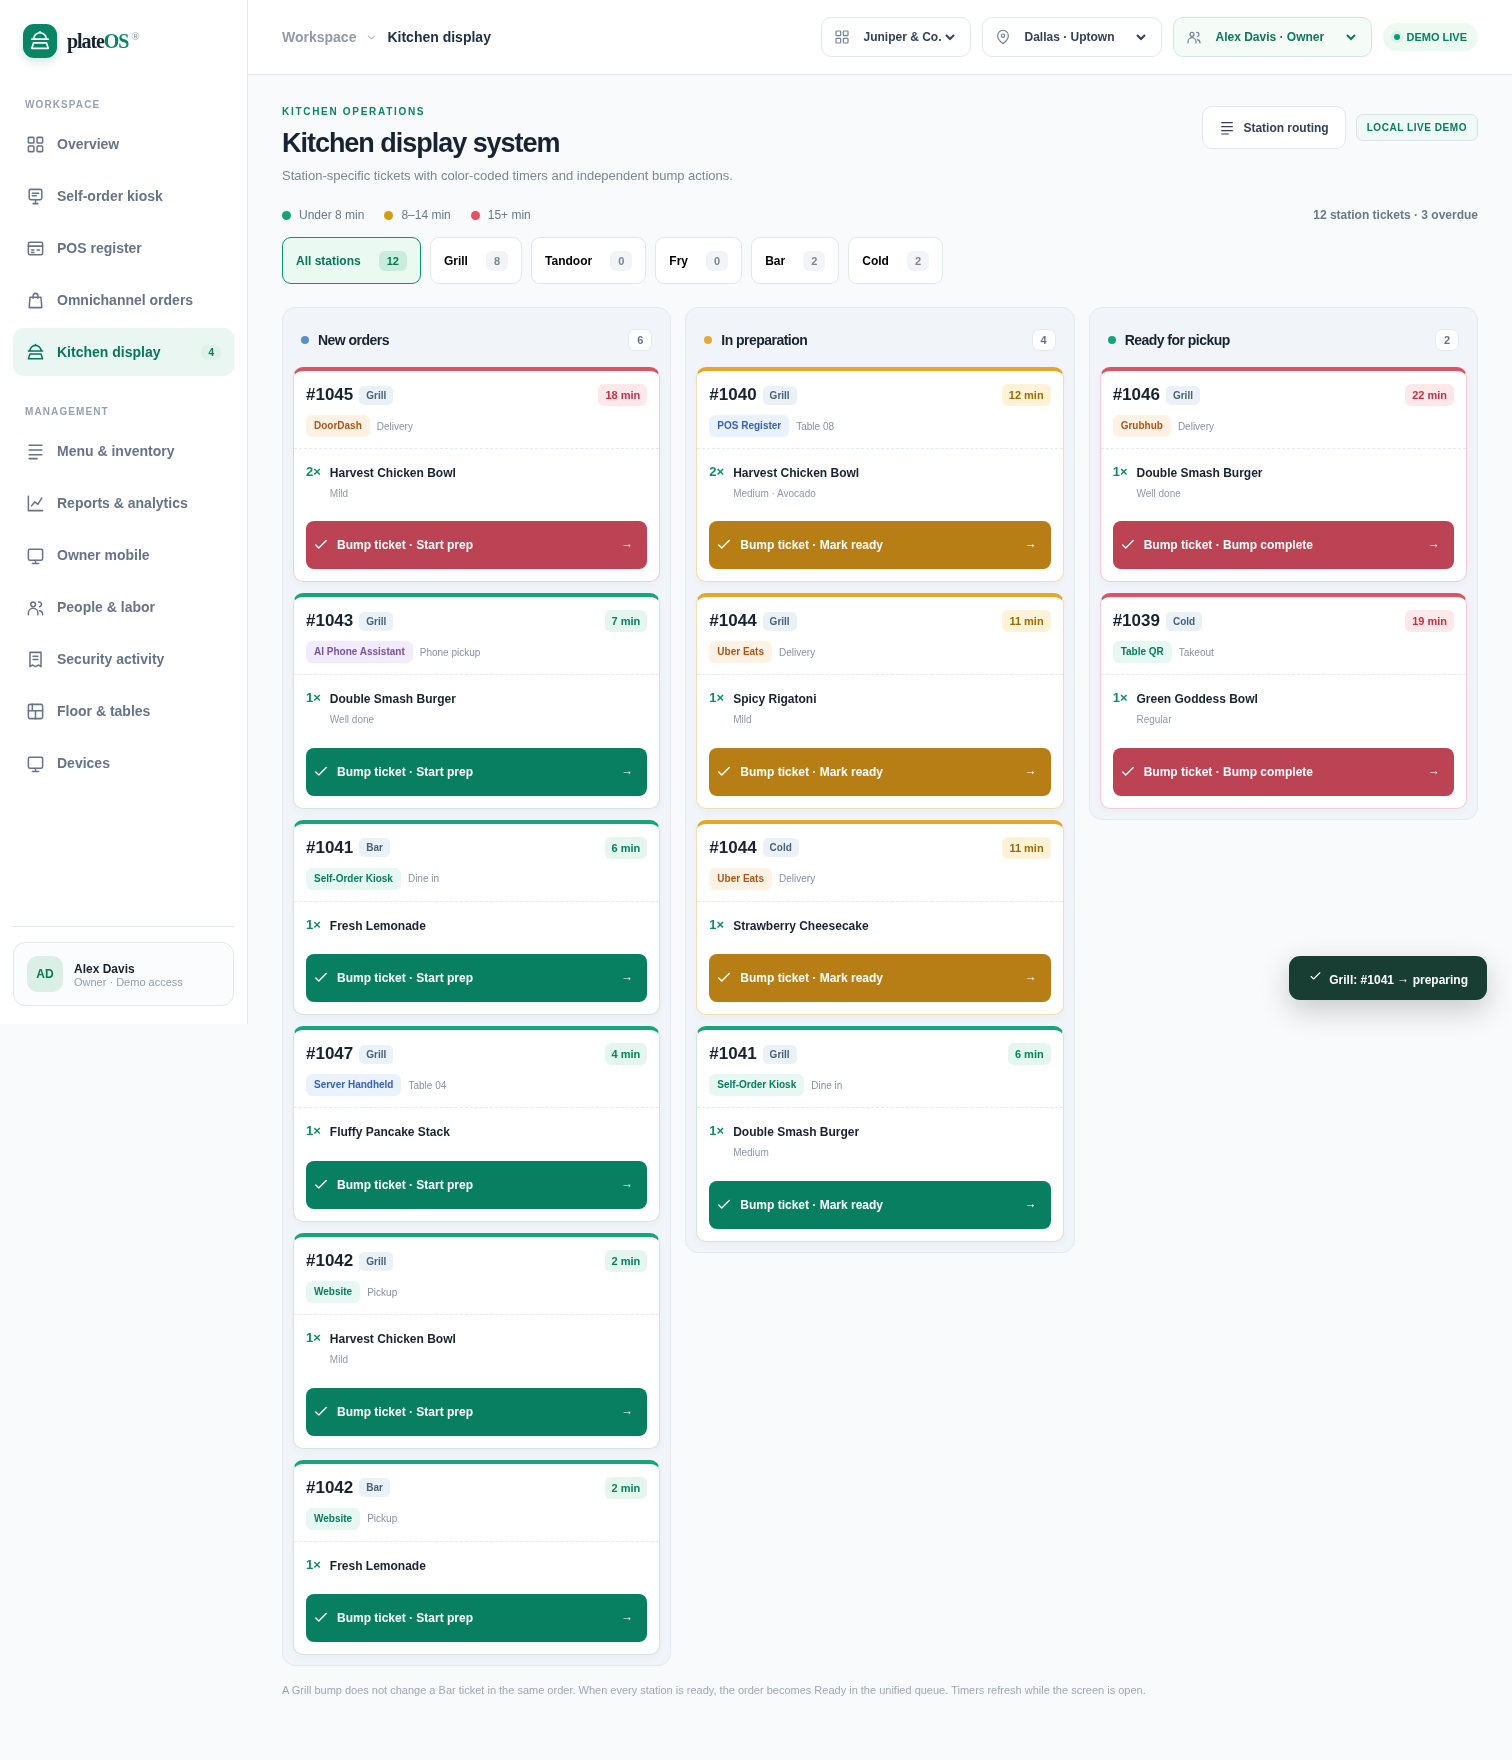 plateOS ®
WORKSPACE
Overview
Self-order kiosk
POS register
Omnichannel orders
Kitchen display 4
MANAGEMENT
Menu & inventory
Reports & analytics
Owner mobile
People & labor
Security activity
Floor & tables
Devices
AD
Alex Davis
Owner · Demo access
Workspace Kitchen display
Juniper & Co.
Dallas · Uptown
Alex Davis · Owner
DEMO LIVE
KITCHEN OPERATIONS
Kitchen display system
Station-specific tickets with color-coded timers and independent bump actions.
Station routing
LOCAL LIVE DEMO
Under 8 min 8–14 min 15+ min
12 station tickets · 3 overdue
All stations 12
Grill 8
Tandoor 0
Fry 0
Bar 2
Cold 2
New orders 6
#1045 Grill 18 min
DoorDash Delivery
2× Harvest Chicken Bowl
Mild
Bump ticket · Start prep →
#1043 Grill 7 min
AI Phone Assistant Phone pickup
1× Double Smash Burger
Well done
Bump ticket · Start prep →
#1041 Bar 6 min
Self-Order Kiosk Dine in
1× Fresh Lemonade
Bump ticket · Start prep →
#1047 Grill 4 min
Server Handheld Table 04
1× Fluffy Pancake Stack
Bump ticket · Start prep →
#1042 Grill 2 min
Website Pickup
1× Harvest Chicken Bowl
Mild
Bump ticket · Start prep →
#1042 Bar 2 min
Website Pickup
1× Fresh Lemonade
Bump ticket · Start prep →
In preparation 4
#1040 Grill 12 min
POS Register Table 08
2× Harvest Chicken Bowl
Medium · Avocado
Bump ticket · Mark ready →
#1044 Grill 11 min
Uber Eats Delivery
1× Spicy Rigatoni
Mild
Bump ticket · Mark ready →
#1044 Cold 11 min
Uber Eats Delivery
1× Strawberry Cheesecake
Bump ticket · Mark ready →
#1041 Grill 6 min
Self-Order Kiosk Dine in
1× Double Smash Burger
Medium
Bump ticket · Mark ready →
Ready for pickup 2
#1046 Grill 22 min
Grubhub Delivery
1× Double Smash Burger
Well done
Bump ticket · Bump complete →
#1039 Cold 19 min
Table QR Takeout
1× Green Goddess Bowl
Regular
Bump ticket · Bump complete →
Grill: #1041 → preparing
A Grill bump does not change a Bar ticket in the same order. When every station is ready, the order becomes Ready in the unified queue. Timers refresh while the screen is open.